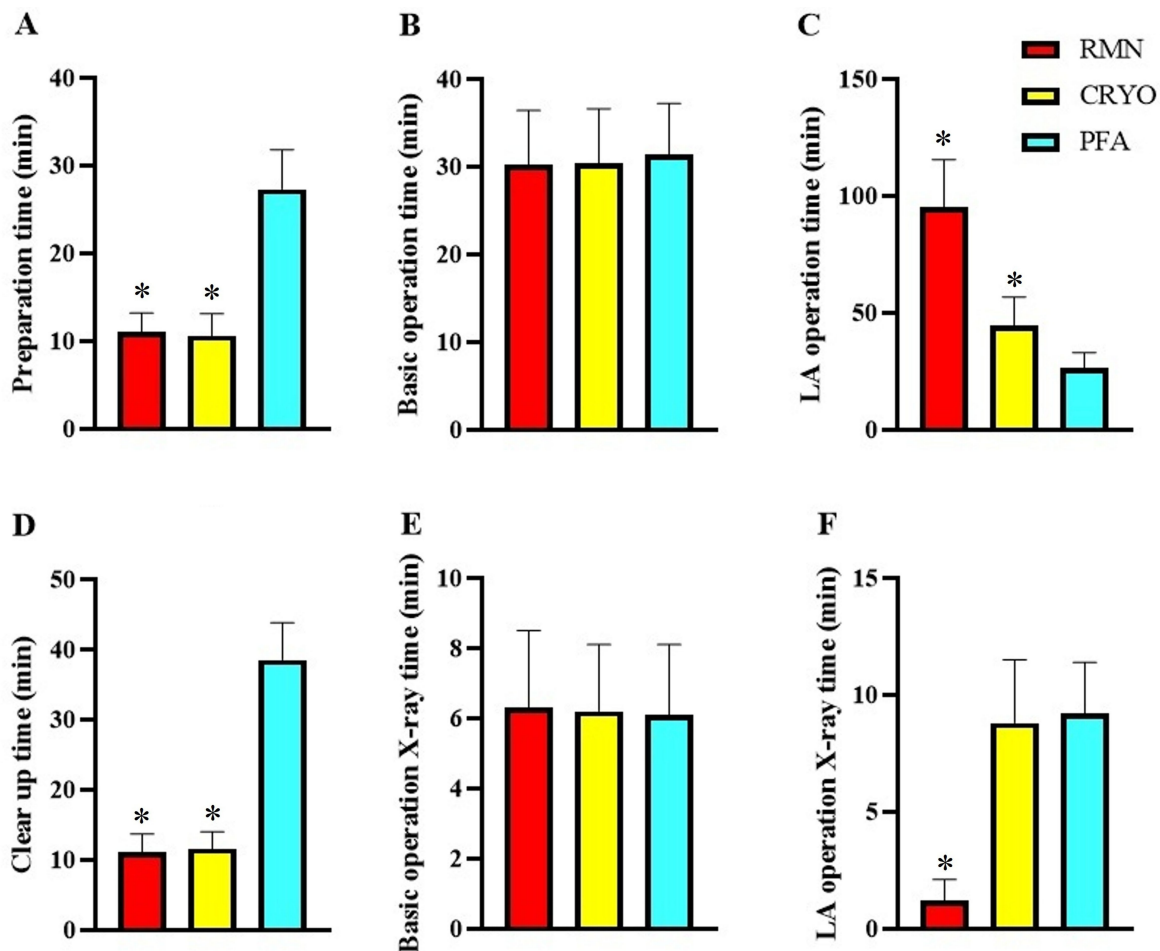 A
Preparation time (min)
40
30
20
10
0
*
*
B
Basic operation time (min)
40
30
20
10
0
C
LA operation time (min)
150
100
50
0
*
*
RMN
CRYO
PFA
D
Clear up time (min)
50
40
30
20
10
0
*
*
E
Basic operation X-ray time (min)
10
8
6
4
2
0
F
LA operation X-ray time (min)
15
10
5
0
*